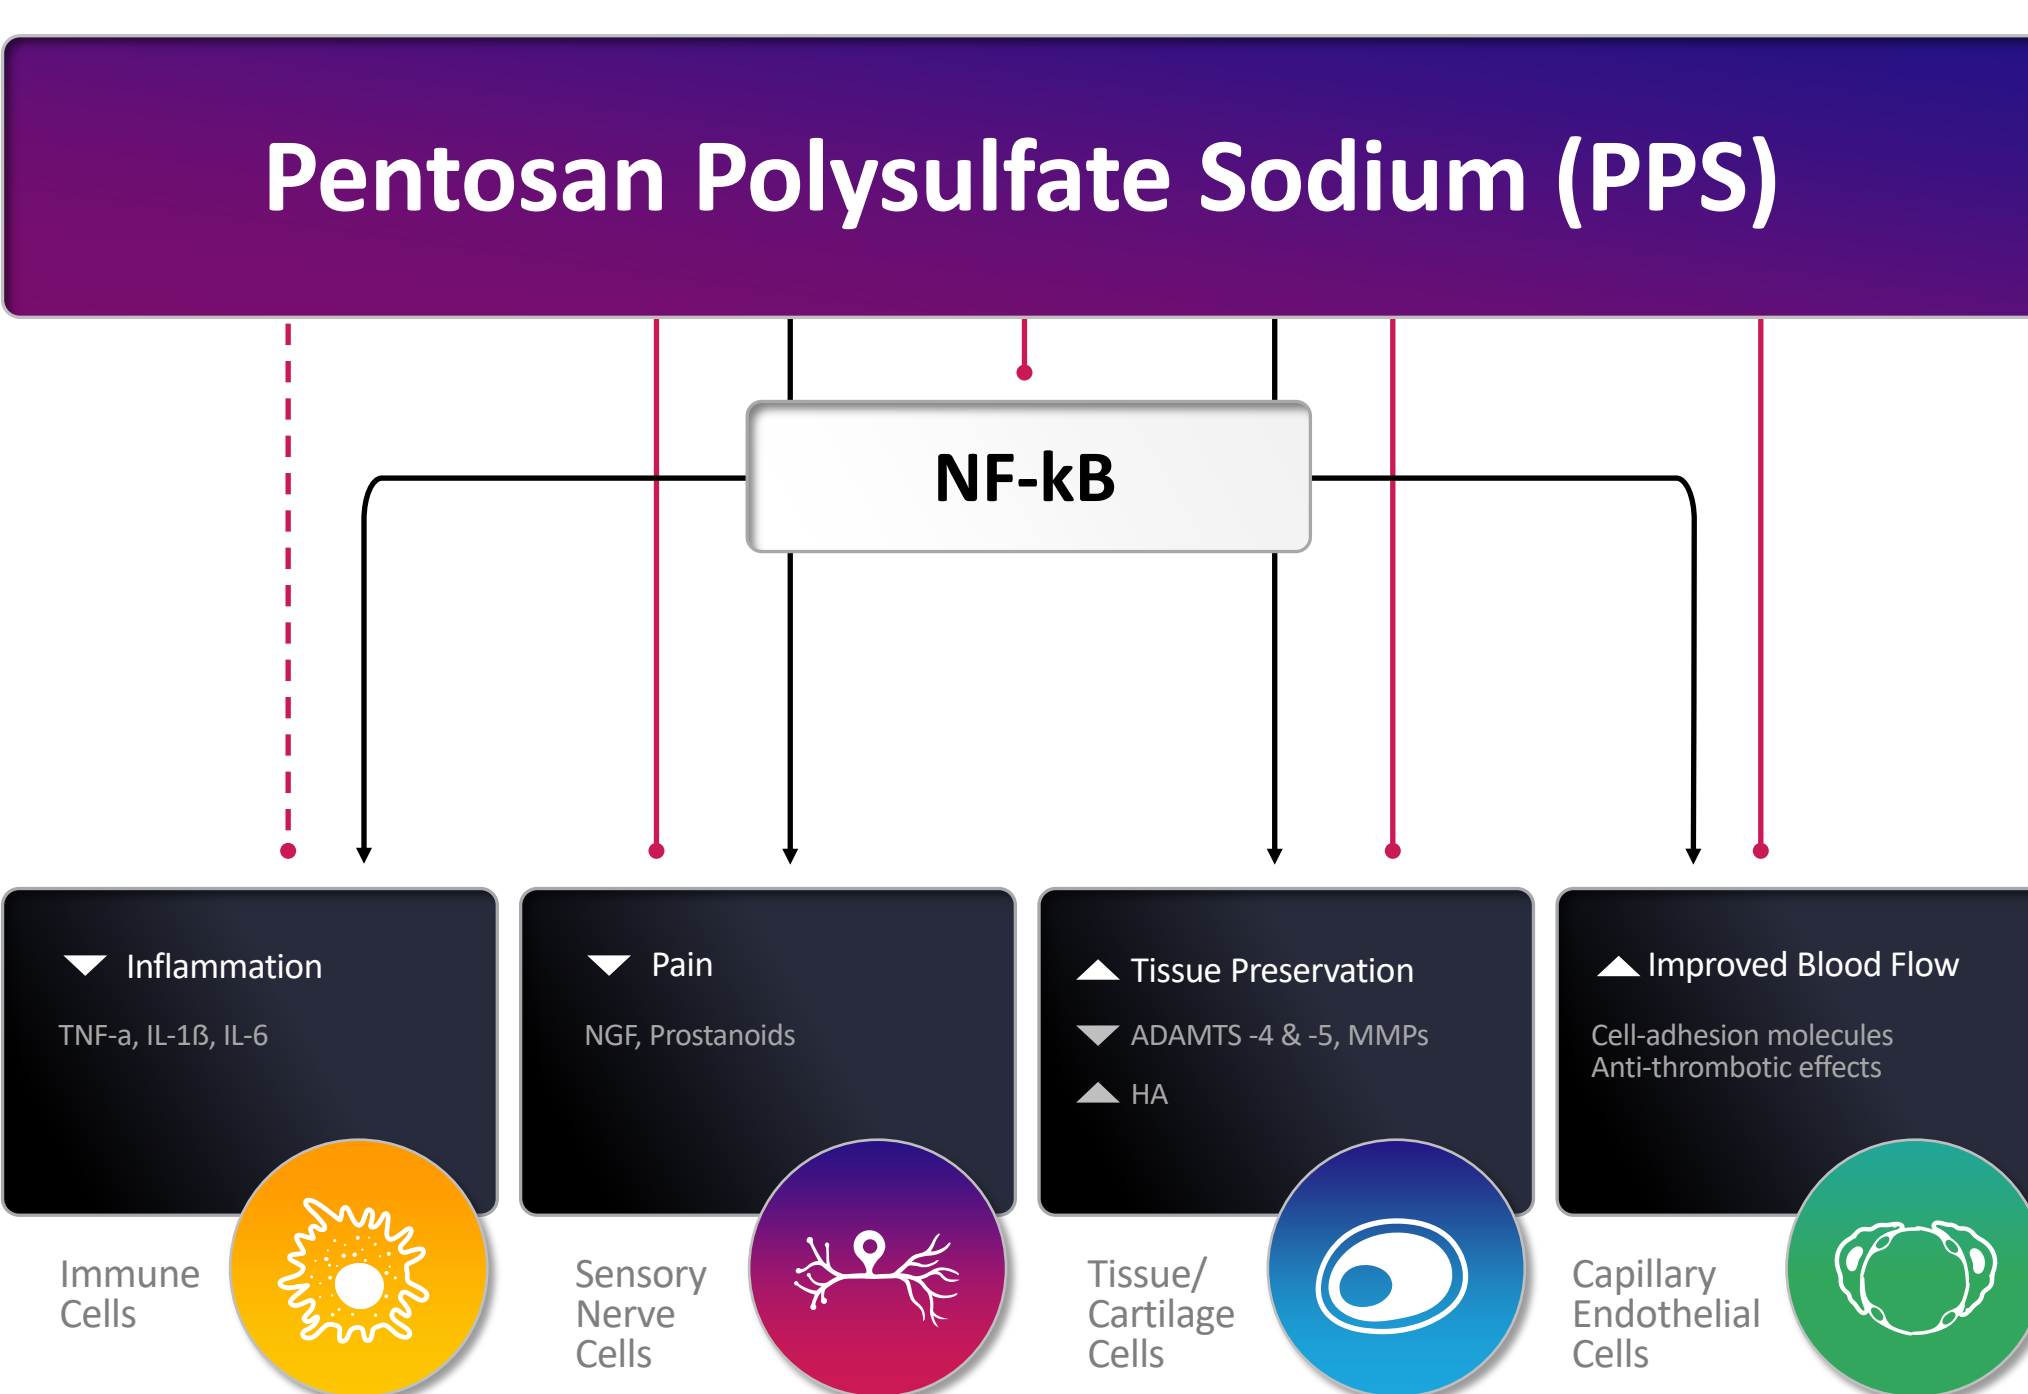 Pentosan Polysulfate Sodium (PPS)
NF-kB
Inflammation
TNF-a, IL-1ß, IL-6
Immune
Cells
Pain
NGF, Prostanoids
Sensory
Nerve
Cells
Tissue Preservation
ADAMTS -4 & -5, MMPs
HA
Tissue/
Cartilage
Cells
Improved Blood Flow
Cell-adhesion molecules
Anti-thrombotic effects
Capillary
Endothelial
Cells